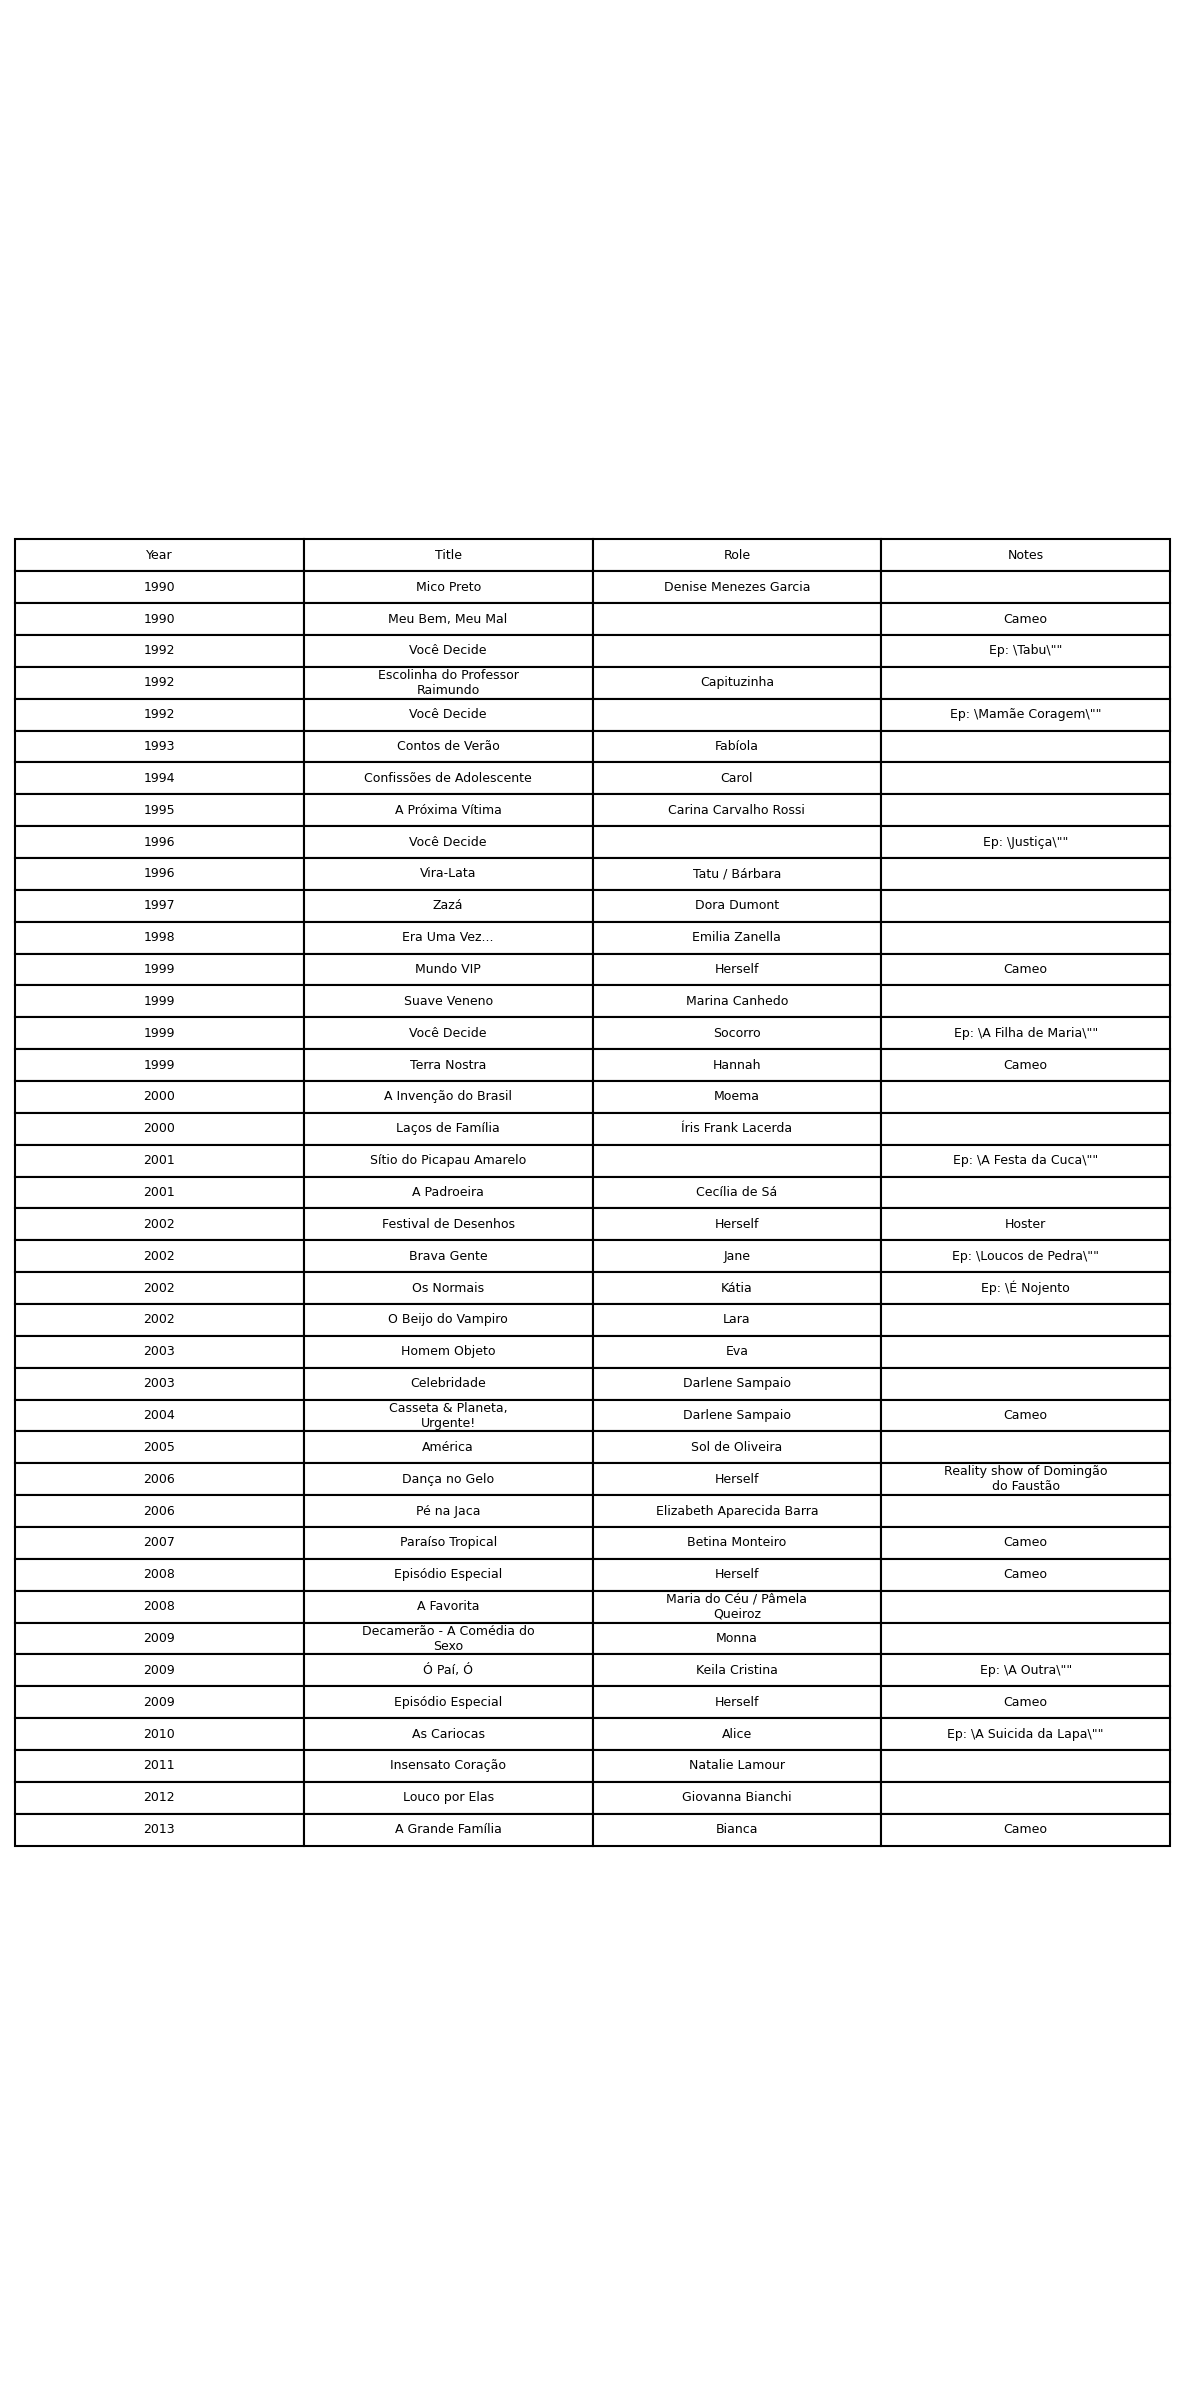 Year Title Role Notes
1990 Mico Preto Denise Menezes Garcia
1990 Meu Bem, Meu Mal Cameo
1992 Você Decide Ep: \Tabu\""
1992 Escolinha do Professor
Raimundo Capituzinha
1992 Você Decide Ep: \Mamãe Coragem\""
1993 Contos de Verão Fabíola
1994 Confissões de Adolescente Carol
1995 A Próxima Vítima Carina Carvalho Rossi
1996 Você Decide Ep: \Justiça\""
1996 Vira-Lata Tatu / Bárbara
1997 Zazá Dora Dumont
1998 Era Uma Vez... Emilia Zanella
1999 Mundo VIP Herself Cameo
1999 Suave Veneno Marina Canhedo
1999 Você Decide Socorro Ep: \A Filha de Maria\""
1999 Terra Nostra Hannah Cameo
2000 A Invenção do Brasil Moema
2000 Laços de Família Íris Frank Lacerda
2001 Sítio do Picapau Amarelo Ep: \A Festa da Cuca\""
2001 A Padroeira Cecília de Sá
2002 Festival de Desenhos Herself Hoster
2002 Brava Gente Jane Ep: \Loucos de Pedra\""
2002 Os Normais Kátia Ep: \É Nojento
2002 O Beijo do Vampiro Lara
2003 Homem Objeto Eva
2003 Celebridade Darlene Sampaio
2004 Casseta & Planeta,
Urgente! Darlene Sampaio Cameo
2005 América Sol de Oliveira
2006 Dança no Gelo Herself Reality show of Domingão
do Faustão
2006 Pé na Jaca Elizabeth Aparecida Barra
2007 Paraíso Tropical Betina Monteiro Cameo
2008 Episódio Especial Herself Cameo
2008 A Favorita Maria do Céu / Pâmela
Queiroz
2009 Decamerão - A Comédia do
Sexo Monna
2009 Ó Paí, Ó Keila Cristina Ep: \A Outra\""
2009 Episódio Especial Herself Cameo
2010 As Cariocas Alice Ep: \A Suicida da Lapa\""
2011 Insensato Coração Natalie Lamour
2012 Louco por Elas Giovanna Bianchi
2013 A Grande Família Bianca Cameo